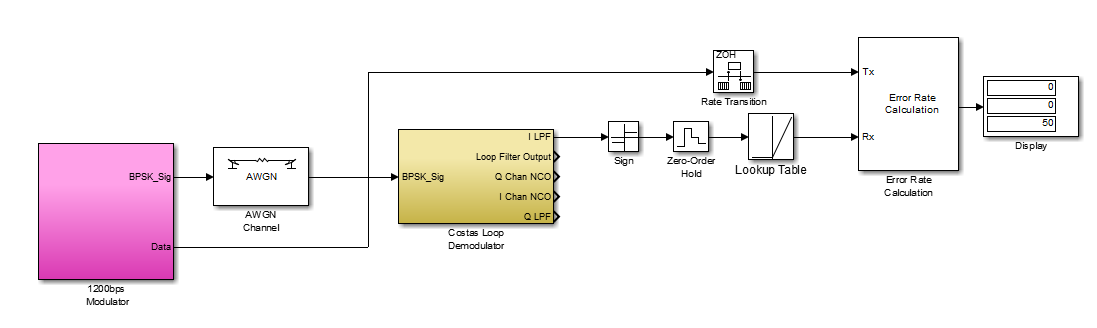 ZOH
Rate Transition
Tx
Rx
Error Rate
Calculation
Error Rate
Calculation
0
0
50
Display
BPSK_Sig
Data
1200bps
Modulator
AWGN
AWGN
Channel
BPSK_Sig
I LPF
Loop Filter Output
Q Chan NCO
I Chan NCO
Q LPF
Costas Loop
Demodulator
Sign
Zero-Order
Hold
Lookup Table